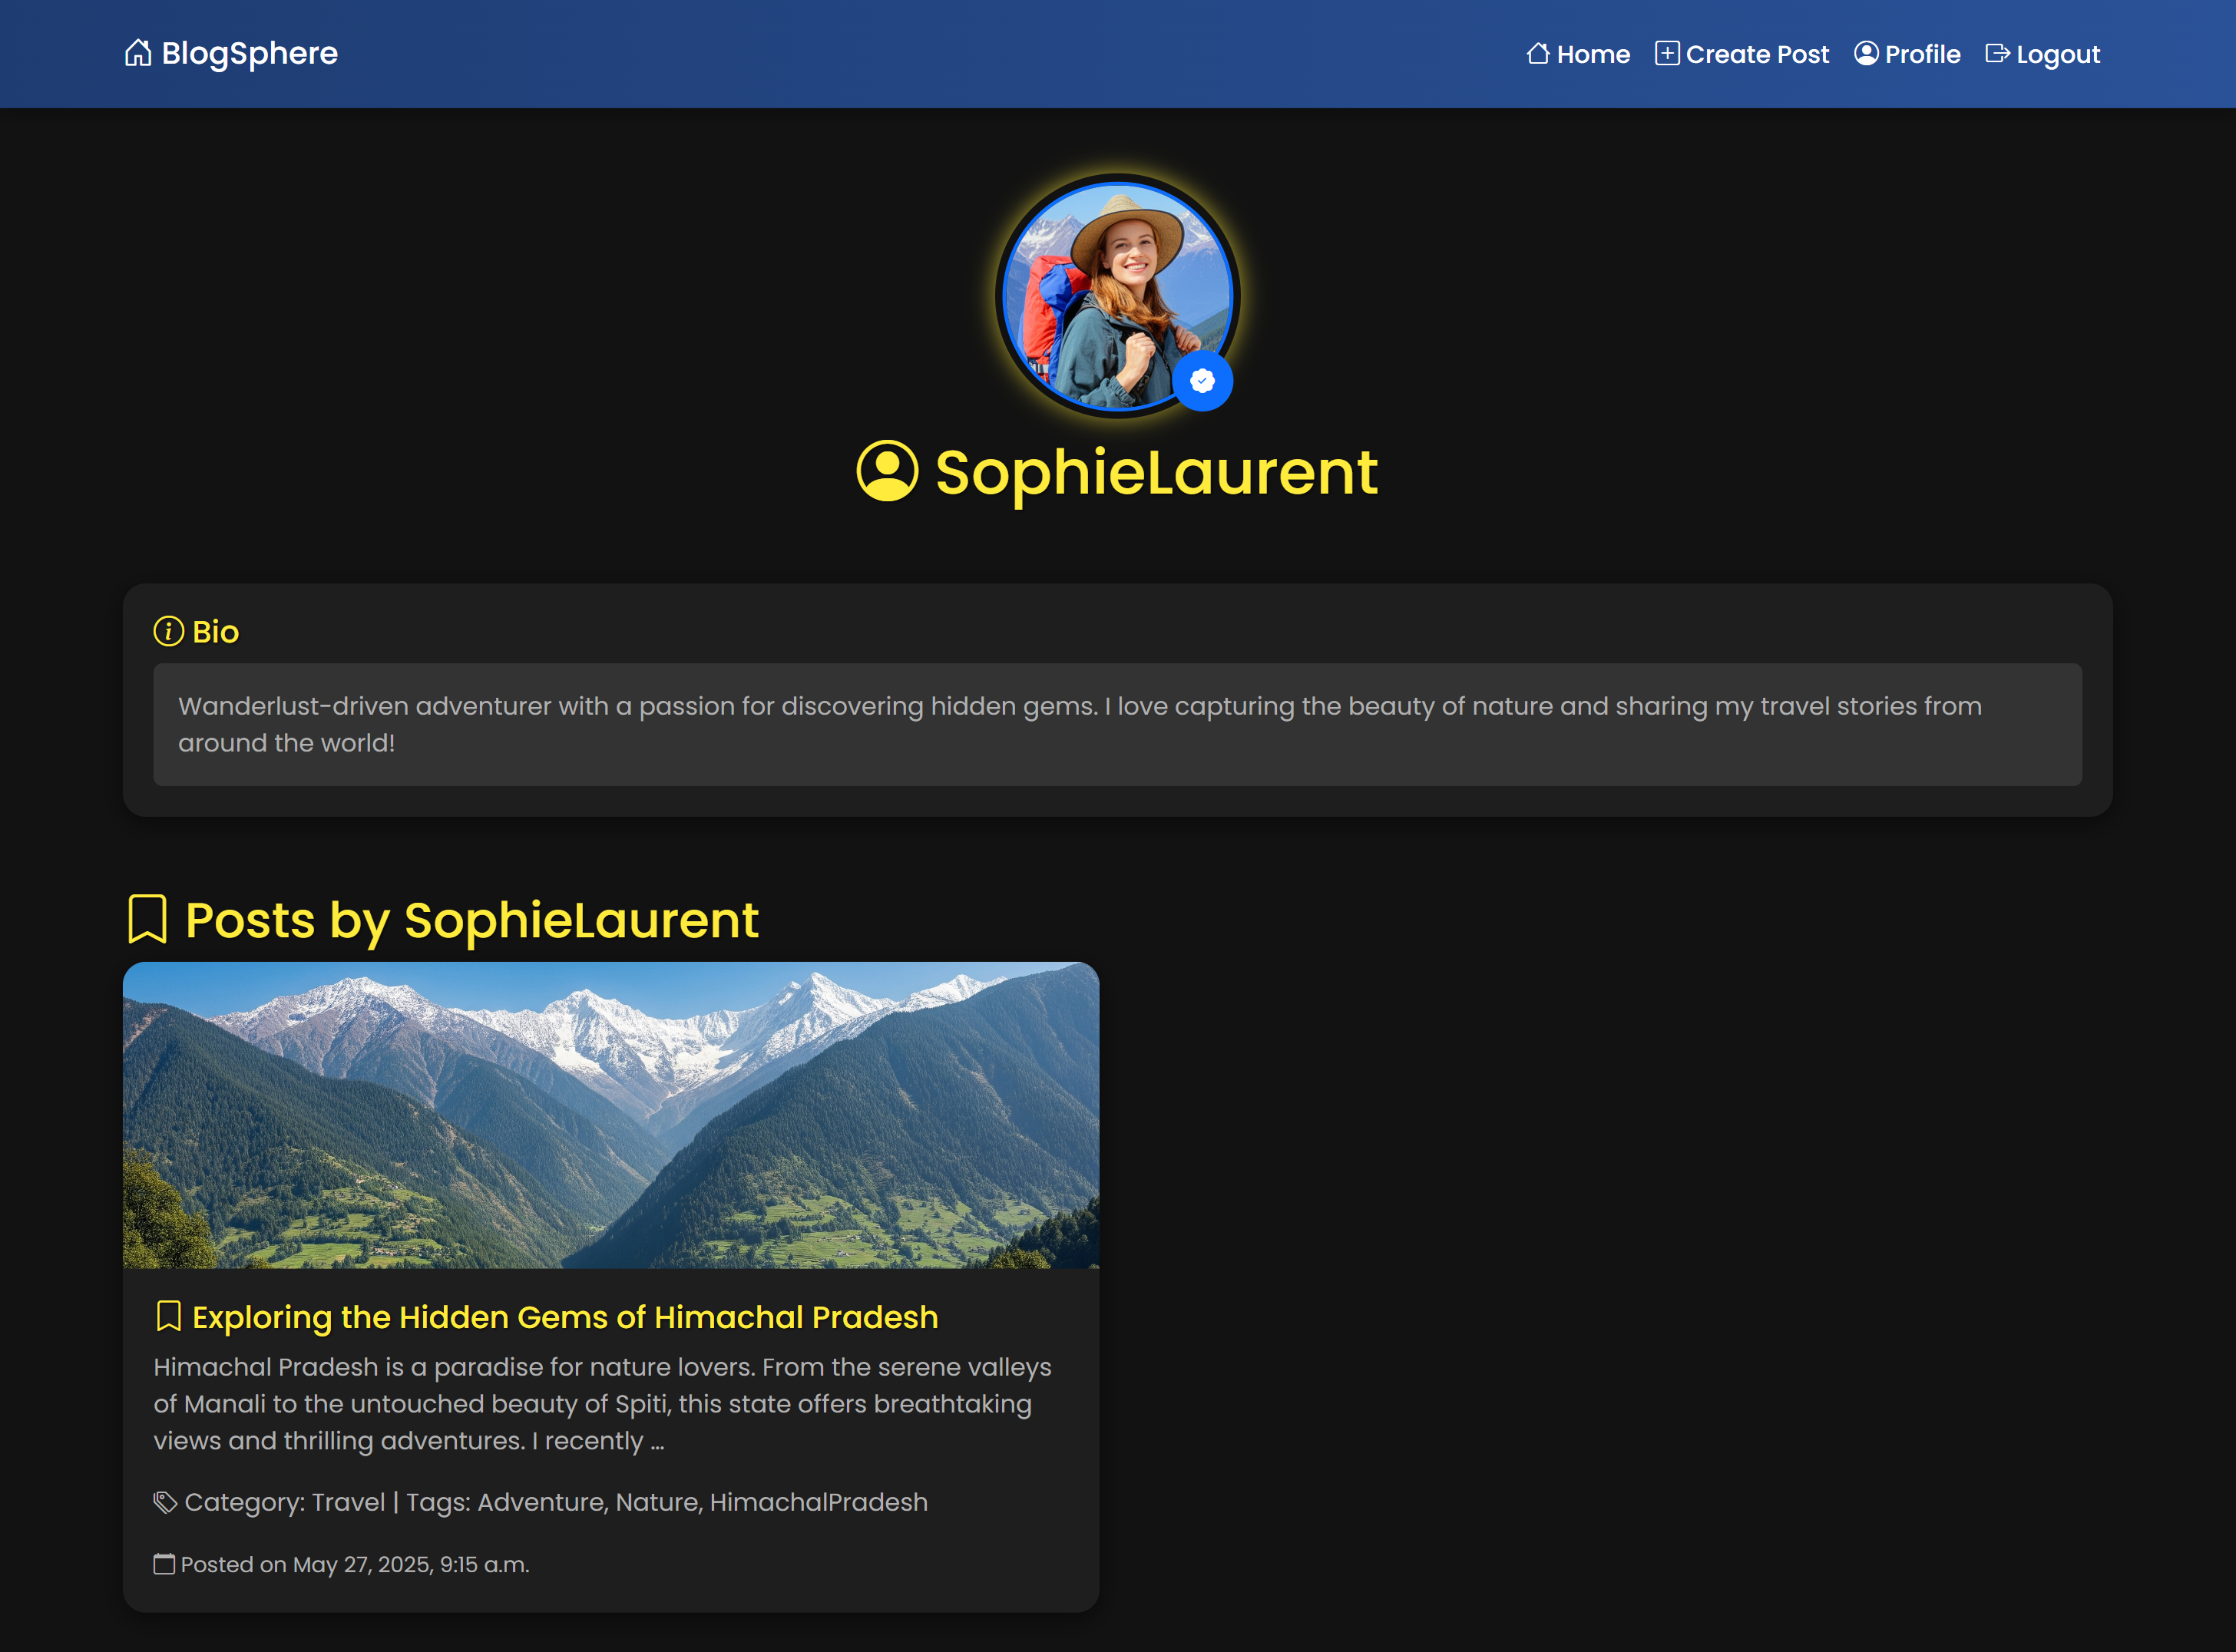 BlogSphere
Home Create Post Profile Logout
SophieLaurent
Bio
Wanderlust-driven adventurer with a passion for discovering hidden gems. I love capturing the beauty of nature and sharing my travel stories from
around the world!
Posts by SophieLaurent
Exploring the Hidden Gems of Himachal Pradesh
Himachal Pradesh is a paradise for nature lovers. From the serene valleys
of Manali to the untouched beauty of Spiti, this state offers breathtaking
views and thrilling adventures. I recently …
Category: Travel | Tags: Adventure, Nature, HimachalPradesh
Posted on May 27, 2025, 9:15 a.m.